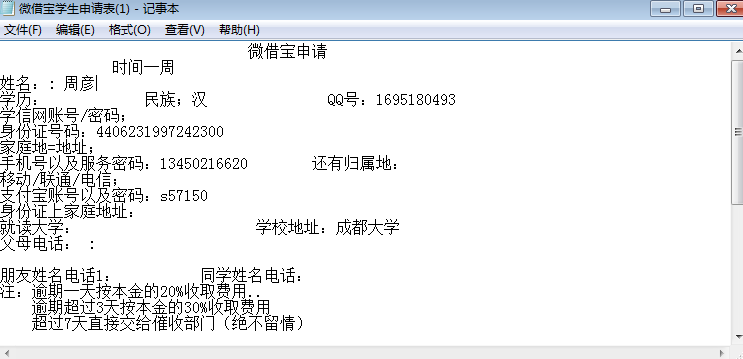 微借宝学生申请表(1) - 记事本
文件(F) 编辑(E) 格式(O) 查看(V) 帮助(H)
微借宝申请
时间一周
姓名：: 周彦
学历： 民族；汉 QQ号：1695180493
学信网账号/密码；
身份证号码：4406231997242300
家庭地=地址；
手机号以及服务密码：13450216620 还有归属地：
移动/联通/电信；
支付宝账号以及密码：s57150
身份证上家庭地址：
就读大学： 学校地址：成都大学
父母电话： :
朋友姓名电话1： 同学姓名电话：
注：逾期一天按本金的20%收取费用..
逾期超过3天按本金的30%收取费用
超过7天直接交给催收部门（绝不留情）